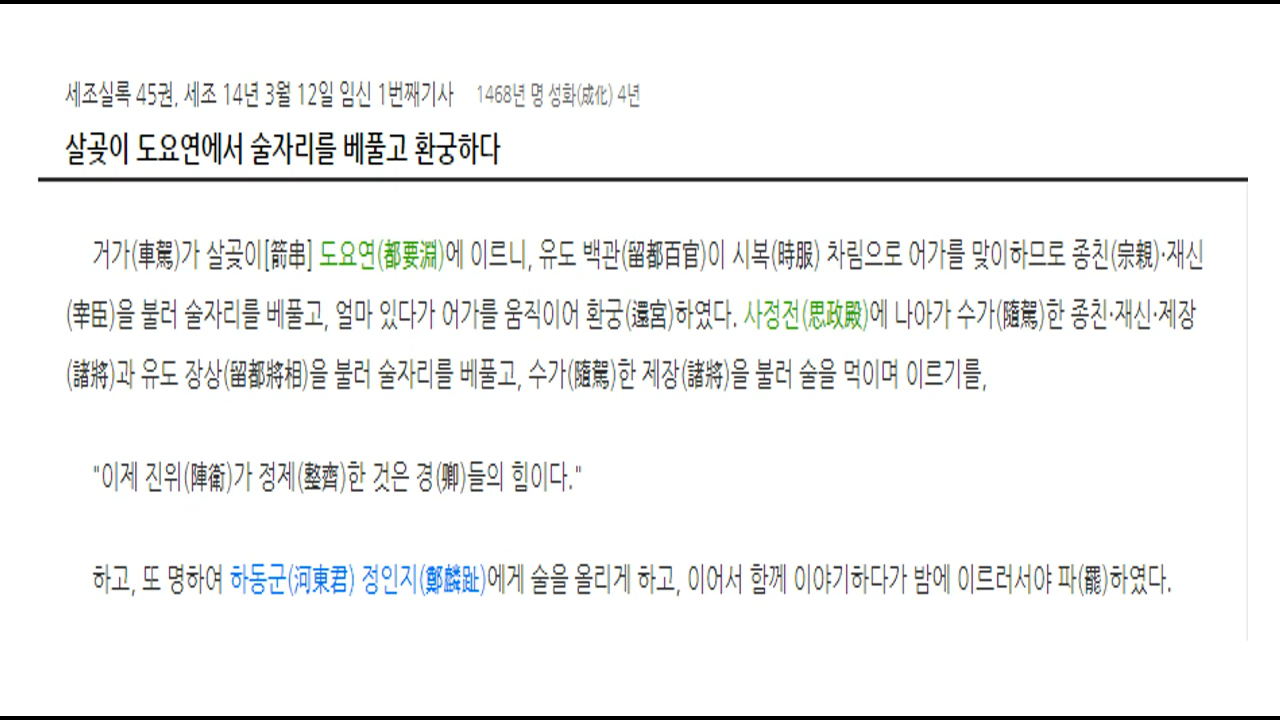 세조실록 45권, 세조 14년 3월 12일 임신 1번째기사 1468년 명 성화(成化) 4년
살곶이 도요연에서 술자리를 베풀고 환궁하다
거가(車駕)가 살곶이[箭串] 도요연(都要淵)에 이르니, 유도 백관(留都百官)이 시복(時服) 차림으로 어가를 맞이하므로 종친(宗親)·재신
(宰臣)을 불러 술자리를 베풀고, 얼마 있다가 어가를 움직이어 환궁(還宮)하였다. 사정전(思政殿)에 나아가 수가(隨駕)한 종친·재신·제장
(諸將)과 유도 장상(留都將相)을 불러 술자리를 베풀고, 수가(隨駕)한 제장(諸將)을 불러 술을 먹이며 이르기를,
"이제 진위(陣衛)가 정제(整齊)한 것은 경(卿)들의 힘이다."
하고, 또 명하여 하동군(河東君) 정인지(鄭麟趾)에게 술을 올리게 하고, 이어서 함께 이야기하다가 밤에 이르러서야 파(罷)하였다.